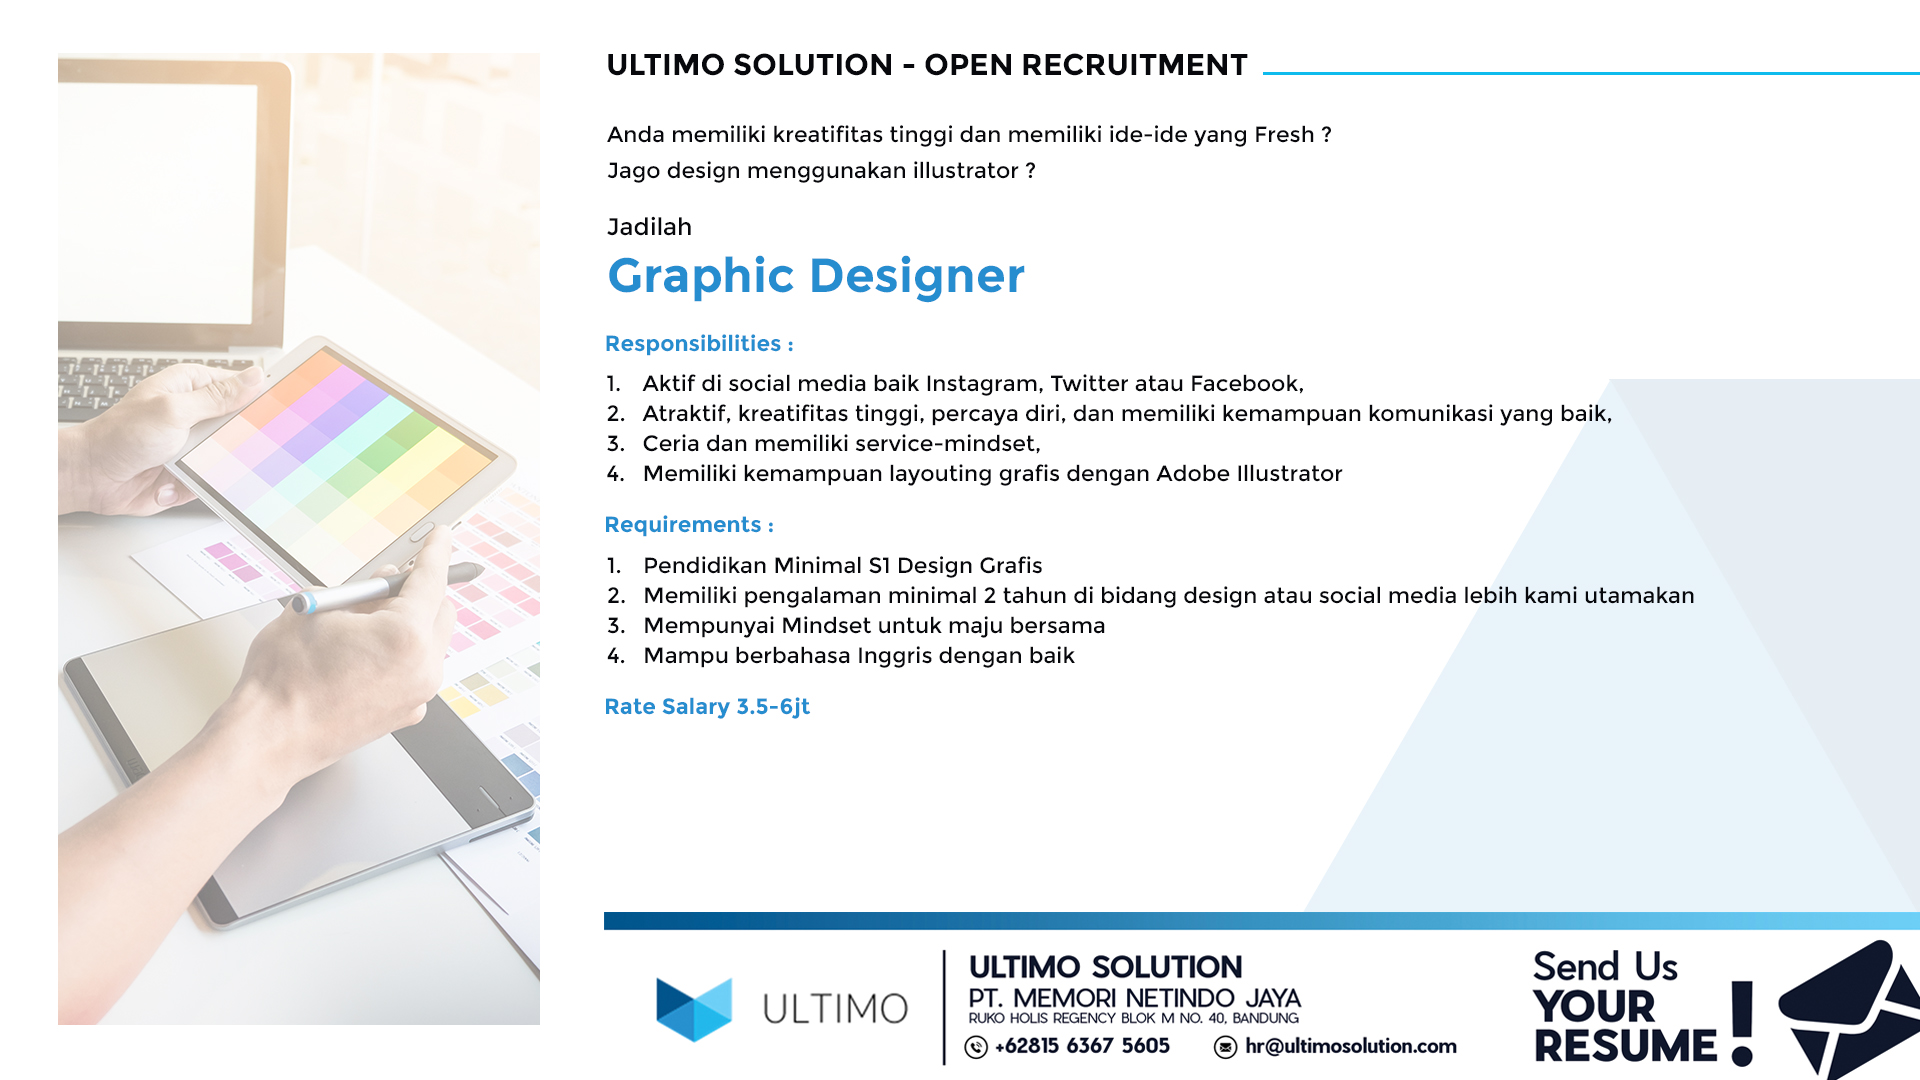 ULTIMO SOLUTION - OPEN RECRUITMENT
Anda memiliki kreatifitas tinggi dan memiliki ide-ide yang Fresh ?
Jago design menggunakan illustrator ?
Jadilah
Graphic Designer
Responsibilities :
1. Aktif di social media baik Instagram, Twitter atau Facebook,
2. Atraktif, kreatifitas tinggi, percaya diri, dan memiliki kemampuan komunikasi yang baik,
3. Ceria dan memiliki service-mindset,
4. Memiliki kemampuan layouting grafis dengan Adobe Illustrator
Requirements :
1. Pendidikan Minimal S1 Design Grafis
2. Memiliki pengalaman minimal 2 tahun di bidang design atau social media lebih kami utamakan
3. Mempunyai Mindset untuk maju bersama
4. Mampu berbahasa Inggris dengan baik
Rate Salary 3.5-6jt
ULTIMO
ULTIMO SOLUTION
PT. MEMORI NETINDO JAYA
RUKO HOLIS REGENCY BLOK M NO. 40, BANDUNG
+62815 6367 5605 hr@ultimosolution.com
Send Us
YOUR
RESUME!